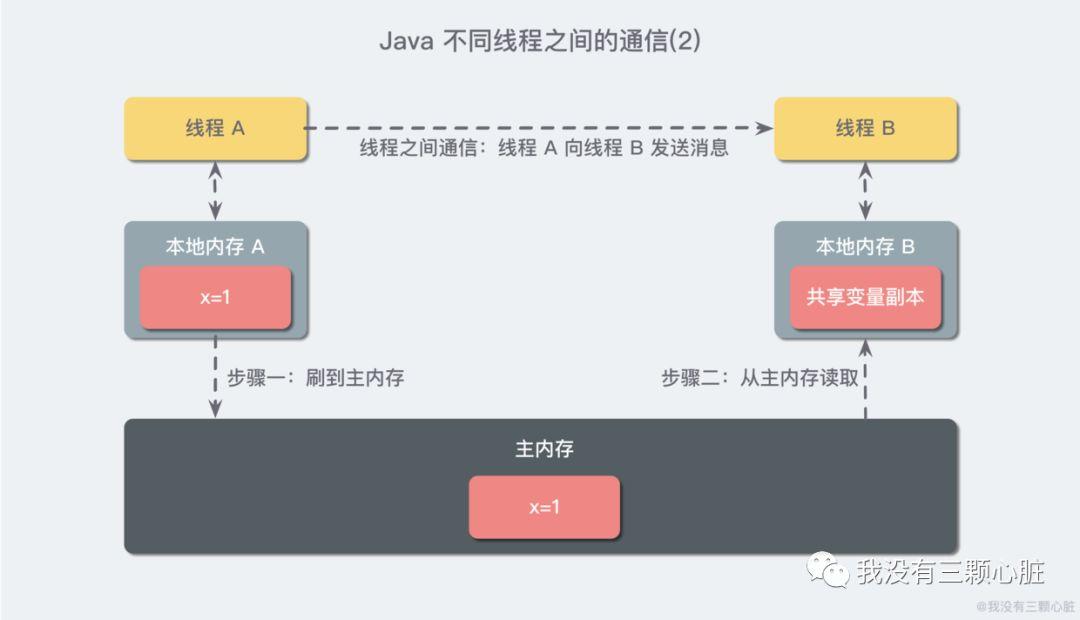 Java 不同线程之间的通信(2)
线程 A
线程 B
线程之间通信：线程 A 向线程 B 发送消息
本地内存 A
x=1
本地内存 B
共享变量副本
步骤一：刷到主内存
步骤二：从主内存读取
主内存
x=1
我没有三颗心脏
@我没有三颗心脏